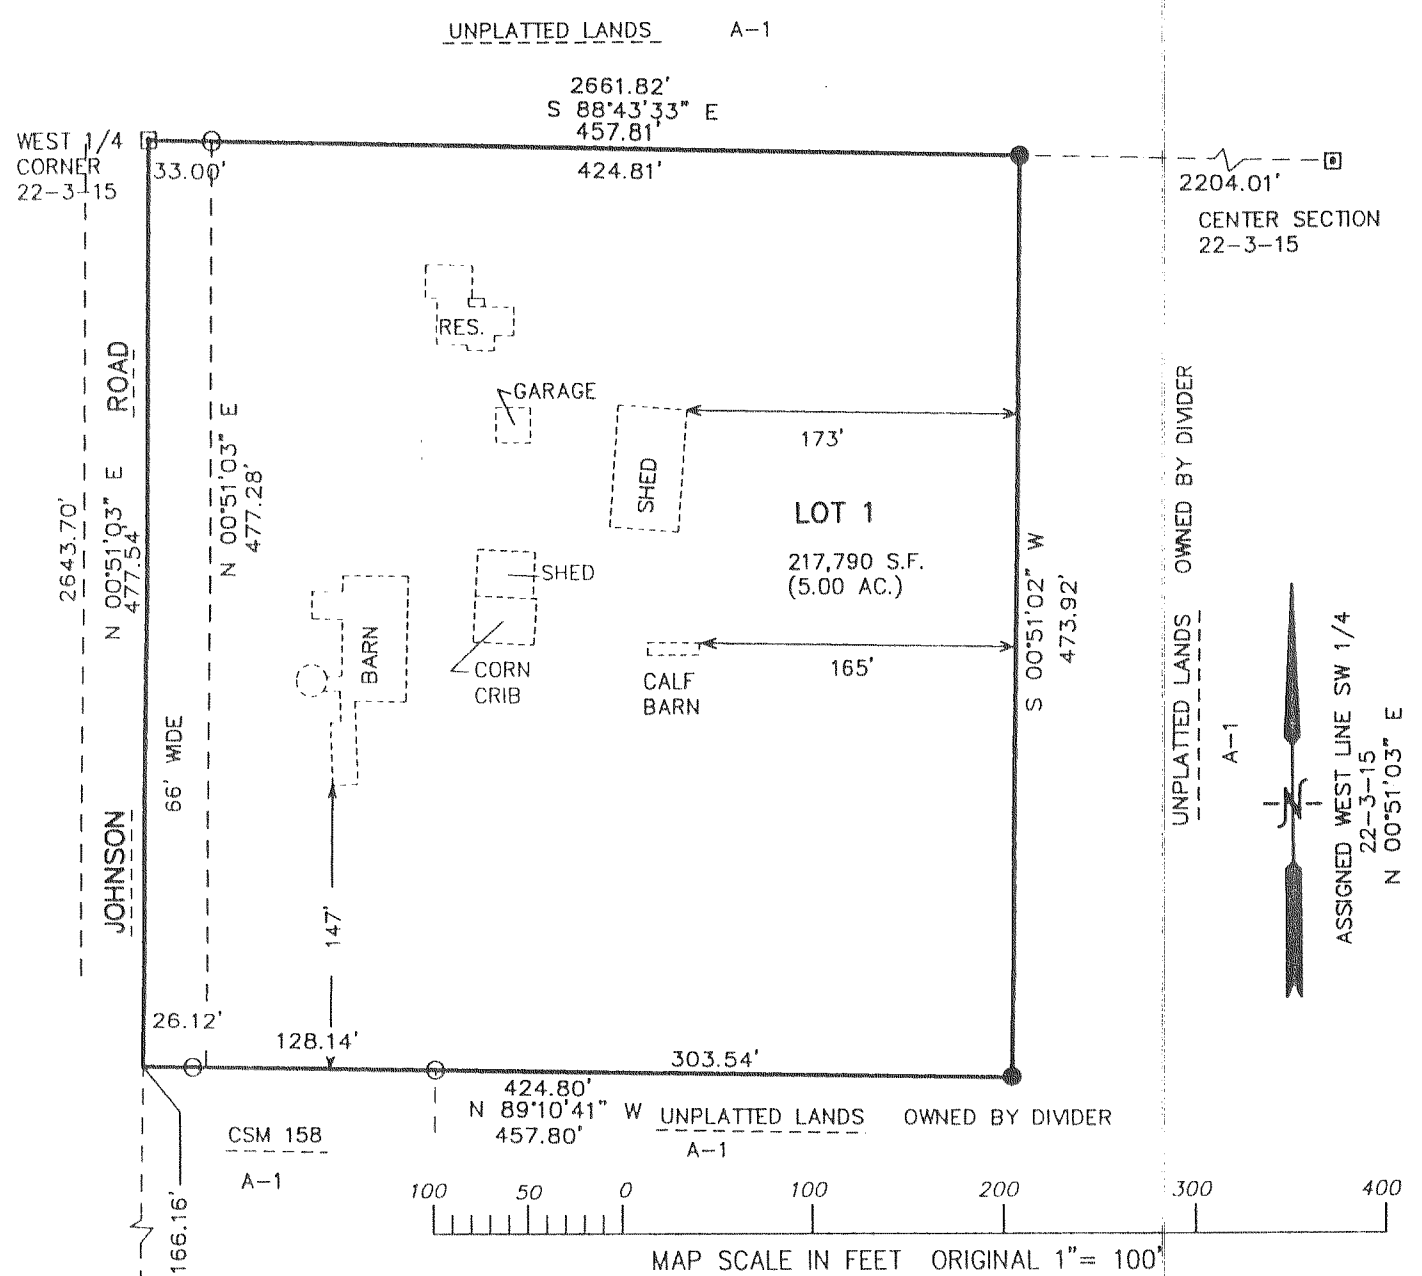 UNPLATTED LANDS A-1
2661.82'
S 88°43'33" E
457.81'
424.81'
WEST 1/4
CORNER
22-3-15
33.00'
2204.01'
CENTER SECTION
22-3-15
RES.
GARAGE
SHED
173'
LOT 1
217,790 S.F.
(5.00 AC.)
SHED
CORN
CRIB
BARN
CALF
BARN
165'
JOHNSON ROAD
2643.70'
N 00°51'03" E
477.54'
N 00°51'03" E
477.28'
66' WIDE
S 00°51'02" W
473.92'
UNPLATTED LANDS OWNED BY DIVIDER
A-1
N
ASSIGNED WEST LINE SW 1/4
22-3-15
N 00°51'03" E
147'
26.12'
128.14'
303.54'
424.80'
N 89°10'41" W
457.80'
UNPLATTED LANDS OWNED BY DIVIDER
A-1
CSM 158
A-1
166.16'
100 50 0 100 200 300 400
MAP SCALE IN FEET ORIGINAL 1"= 100'